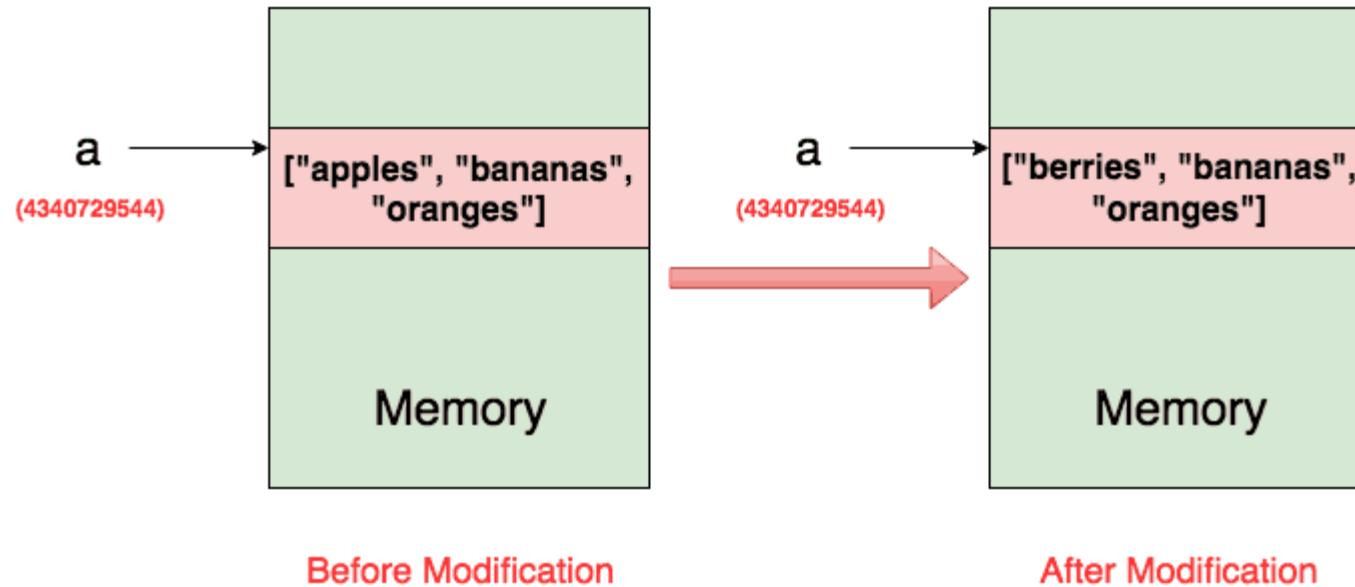 a
(4340729544)
["apples", "bananas",
"oranges"]
Memory
Before Modification
a
(4340729544)
["berries", "bananas",
"oranges"]
Memory
After Modification